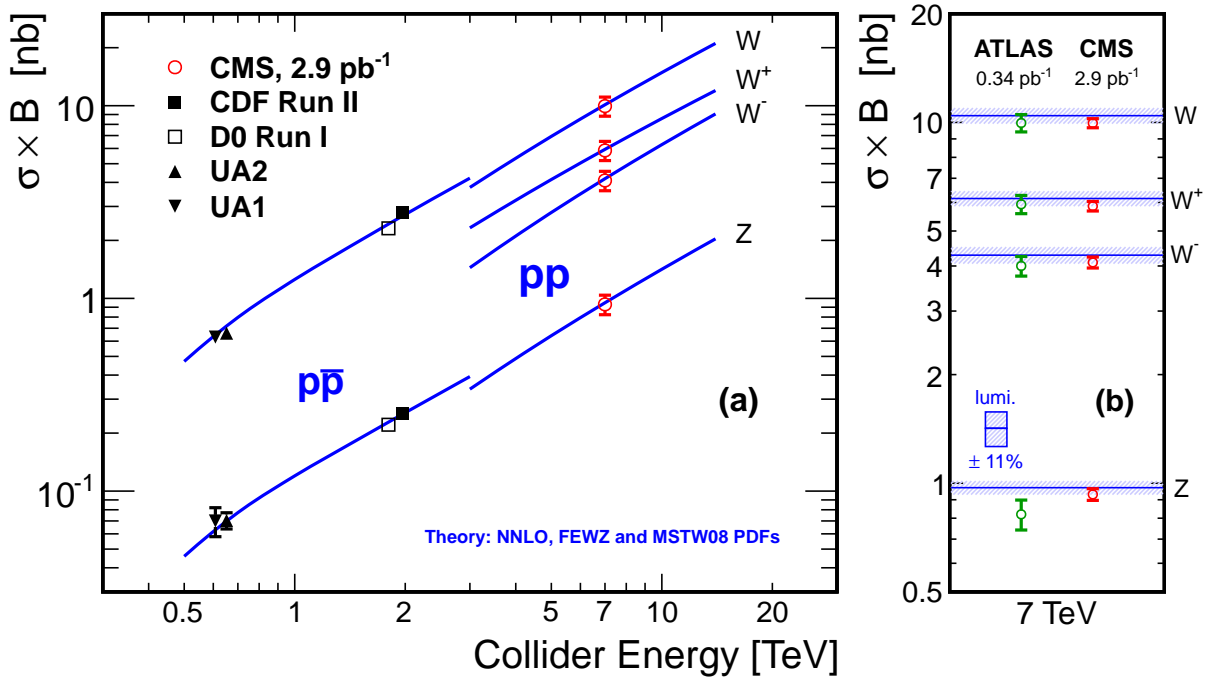 σ × B [nb]
10
1
10⁻¹
CMS, 2.9 pb⁻¹
CDF Run II
D0 Run I
UA2
UA1
W
W⁺
W⁻
Z
pp
pp̅
(a)
Theory: NNLO, FEWZ and MSTW08 PDFs
0.5 1 2 5 7 10 20
Collider Energy [TeV]
σ × B [nb]
20
10
7
5
4
3
2
1
0.5
ATLAS CMS
0.34 pb⁻¹ 2.9 pb⁻¹
W
W⁺
W⁻
lumi.
(b)
± 11%
Z
7 TeV